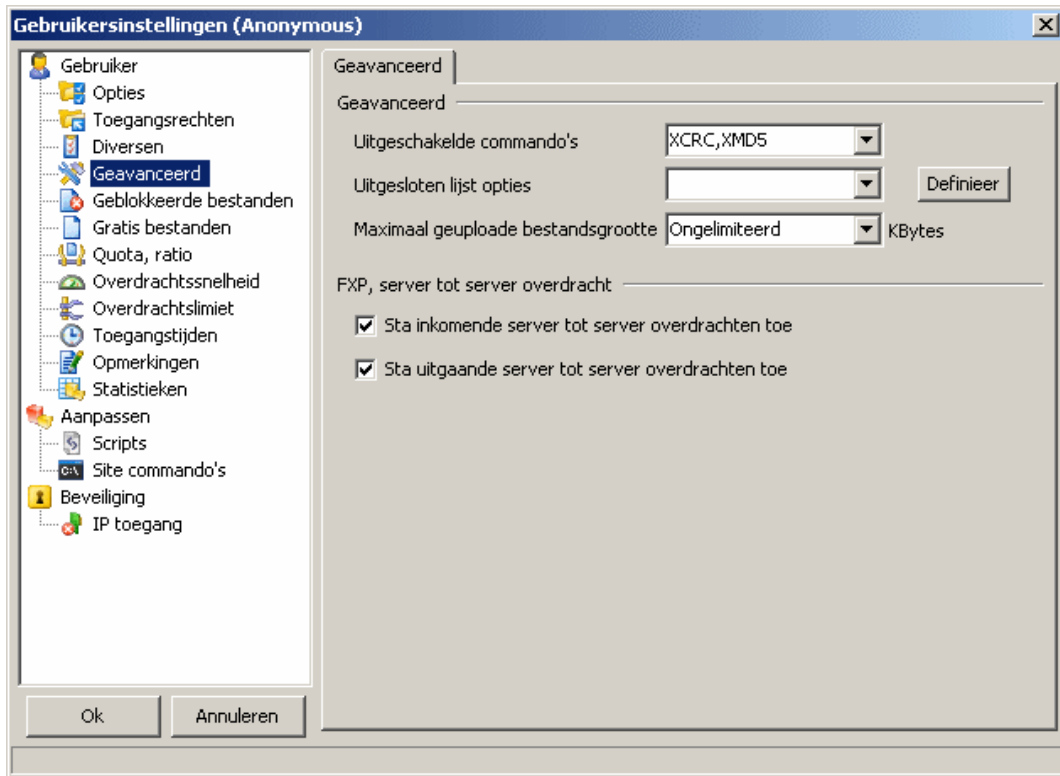 Gebruikersinstellingen (Anonymous)
Gebruiker
Opties
Toegangsrechten
Diversen
Geavanceerd
Geblokkeerde bestanden
Gratis bestanden
Quota, ratio
Overdrachtssnelheid
Overdrachtslimiet
Toegangstijden
Opmerkingen
Statistieken
Aanpassen
Scripts
Site commando's
Beveiliging
IP toegang
Ok
Annuleren
Geavanceerd
Geavanceerd
Uitgeschakelde commando's XCRC,XMD5
Uitgesloten lijst opties Definieer
Maximaal geuploade bestandsgrootte Ongelimiteerd KBytes
FXP, server tot server overdracht
Sta inkomende server tot server overdrachten toe
Sta uitgaande server tot server overdrachten toe